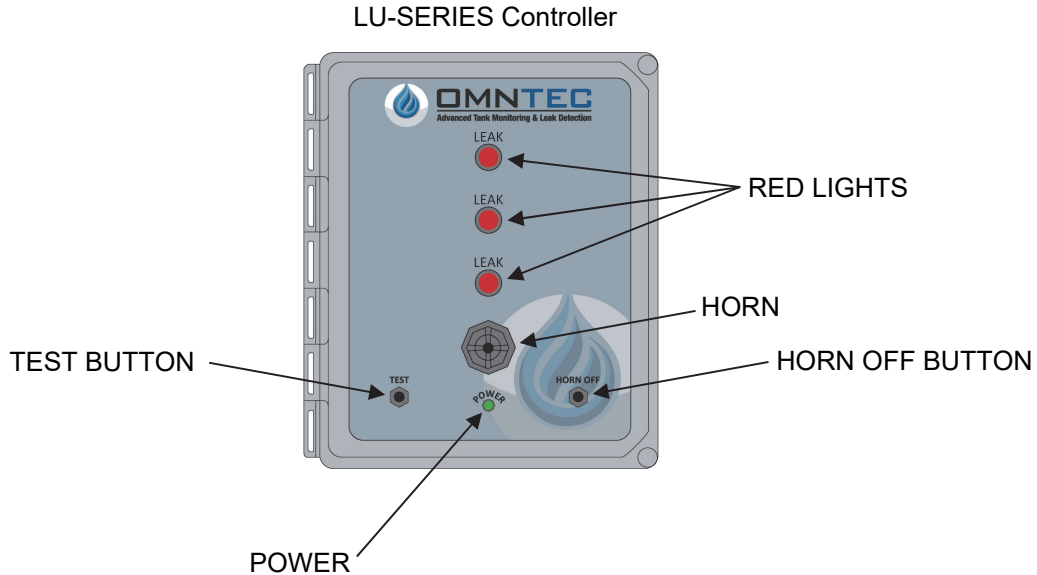 LU-SERIES Controller
OMNTEC
Advanced Tank Monitoring & Leak Detection
LEAK
RED LIGHTS
LEAK
LEAK
HORN
TEST BUTTON
HORN OFF BUTTON
TEST
HORN OFF
POWER
POWER